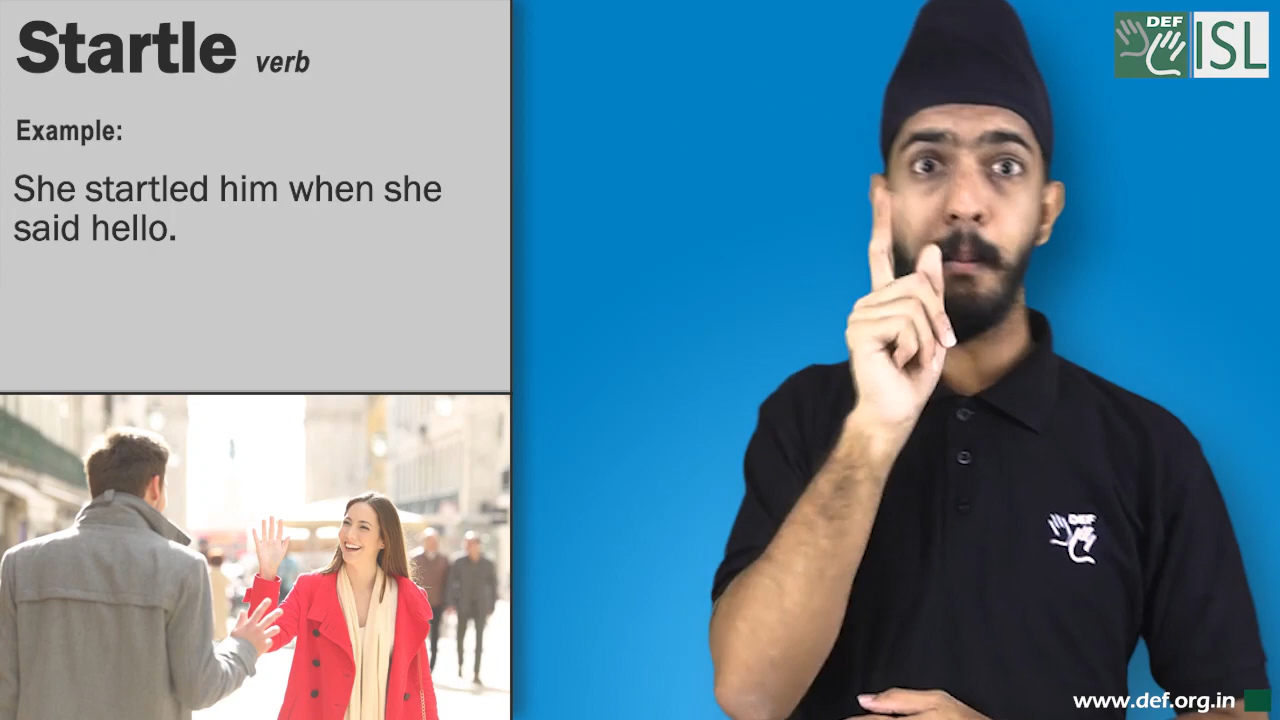 Startle verb
Example:
She startled him when she
said hello.
DEF
ISL
DEF
www.def.org.in